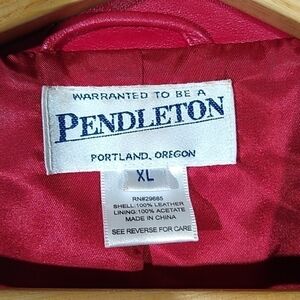 WARRANTED TO BE A
PENDLETON
PORTLAND, OREGON
XL
RN#29685
SHELL:100% LEATHER
LINING:100% ACETATE
MADE IN CHINA
SEE REVERSE FOR CARE